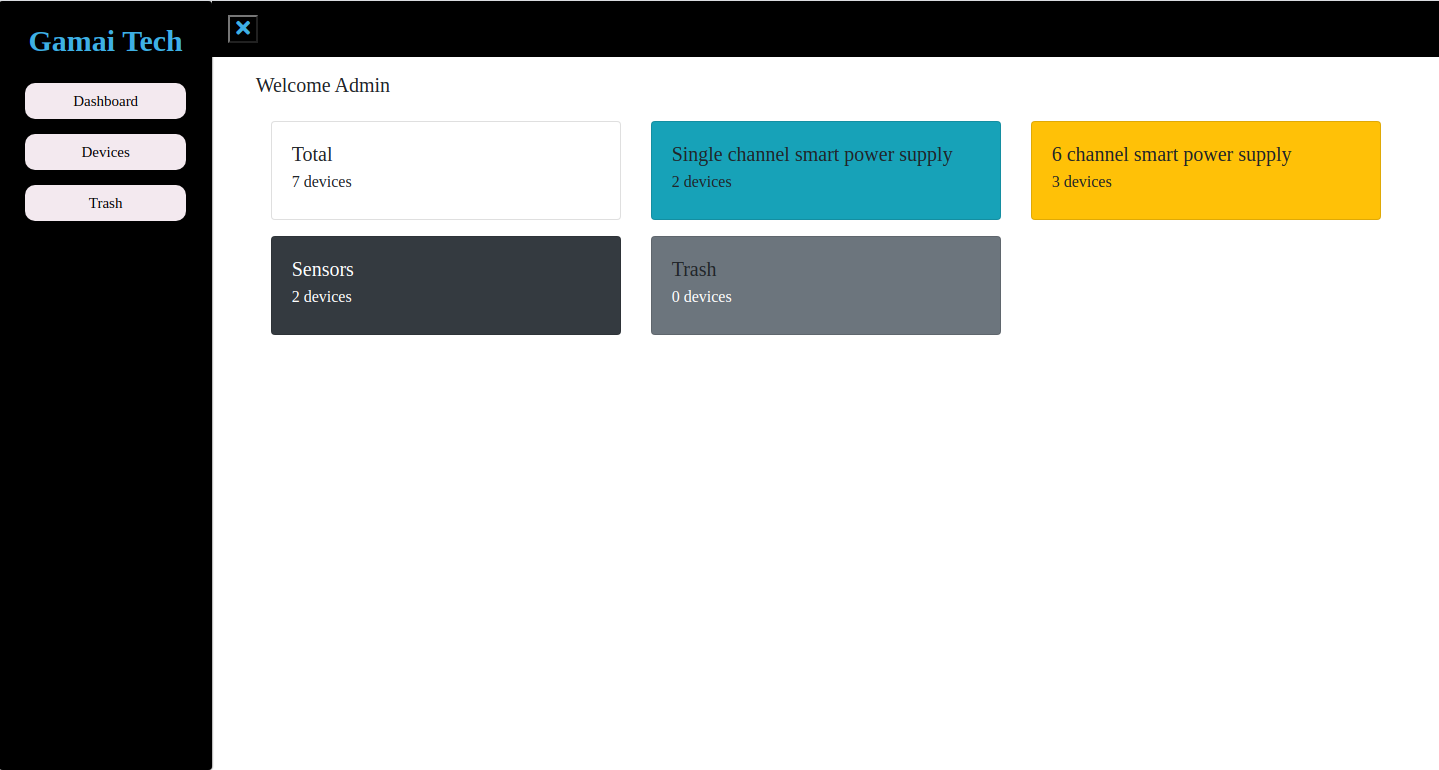 Gamai Tech
Dashboard
Devices
Trash
Welcome Admin
Total
7 devices
Single channel smart power supply
2 devices
6 channel smart power supply
3 devices
Sensors
2 devices
Trash
0 devices